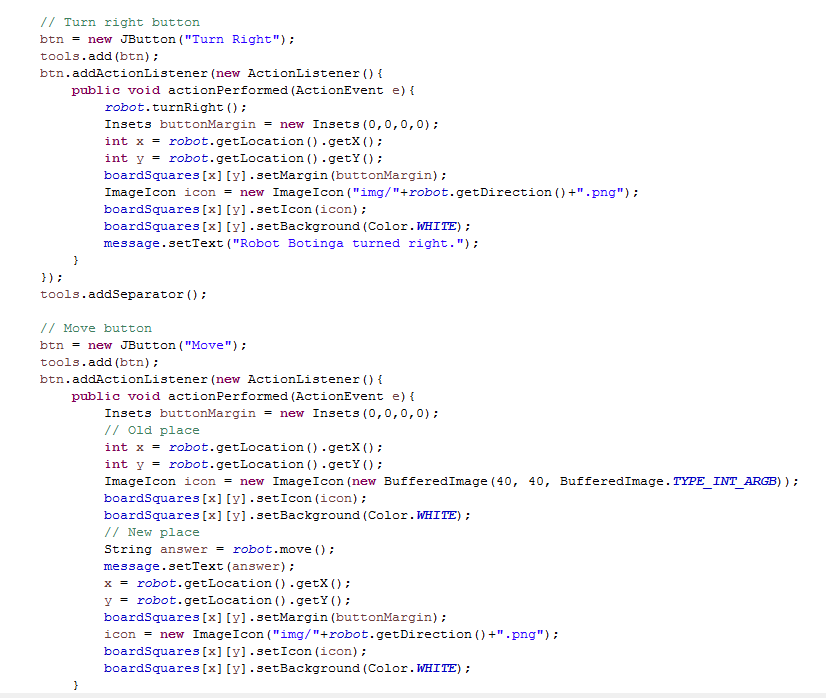 // Turn right button
btn = new JButton("Turn Right");
tools.add(btn);
btn.addActionListener(new ActionListener(){
    public void actionPerformed(ActionEvent e){
        robot.turnRight();
        Insets buttonMargin = new Insets(0,0,0,0);
        int x = robot.getLocation().getX();
        int y = robot.getLocation().getY();
        boardSquares[x][y].setMargin(buttonMargin);
        ImageIcon icon = new ImageIcon("img/"+robot.getDirection()+".png");
        boardSquares[x][y].setIcon(icon);
        boardSquares[x][y].setBackground(Color.WHITE);
        message.setText("Robot Botinga turned right.");
    }
});
tools.addSeparator();

// Move button
btn = new JButton("Move");
tools.add(btn);
btn.addActionListener(new ActionListener(){
    public void actionPerformed(ActionEvent e){
        Insets buttonMargin = new Insets(0,0,0,0);
        // Old place
        int x = robot.getLocation().getX();
        int y = robot.getLocation().getY();
        ImageIcon icon = new ImageIcon(new BufferedImage(40, 40, BufferedImage.TYPE_INT_ARGB));
        boardSquares[x][y].setIcon(icon);
        boardSquares[x][y].setBackground(Color.WHITE);
        // New place
        String answer = robot.move();
        message.setText(answer);
        x = robot.getLocation().getX();
        y = robot.getLocation().getY();
        boardSquares[x][y].setMargin(buttonMargin);
        icon = new ImageIcon("img/"+robot.getDirection()+".png");
        boardSquares[x][y].setIcon(icon);
        boardSquares[x][y].setBackground(Color.WHITE);
    }